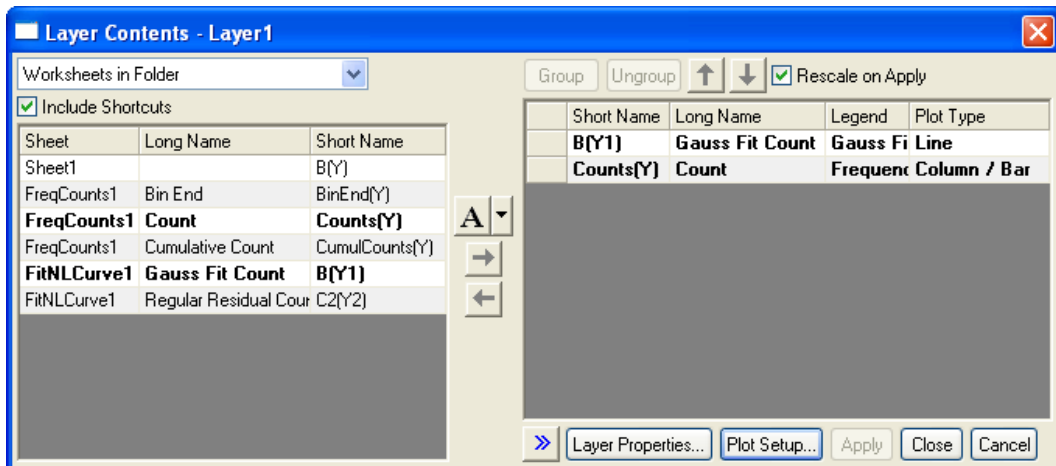 Layer Contents - Layer1
Worksheets in Folder
Include Shortcuts
Sheet Long Name Short Name
Sheet1 B(Y)
FreqCounts1 Bin End BinEnd(Y)
FreqCounts1 Count Counts(Y)
FreqCounts1 Cumulative Count CumulCounts(Y)
FitNLCurve1 Gauss Fit Count B(Y1)
FitNLCurve1 Regular Residual Cour C2(Y2)
A
Group Ungroup Rescale on Apply
Short Name Long Name Legend Plot Type
B(Y1) Gauss Fit Count Gauss Fi Line
Counts(Y) Count Frequenc Column / Bar
Layer Properties... Plot Setup... Apply Close Cancel